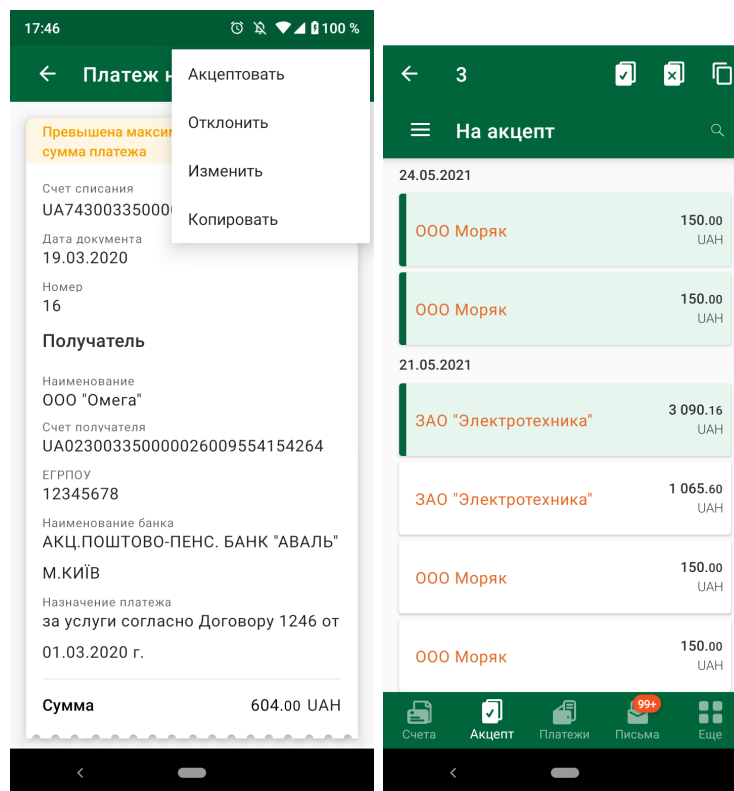 17:46
100 %
Платеж н
Акцептовать
Отклонить
Изменить
Копировать
Превышена
сумма платежа
Счет списания
UA74300335000
Дата документа
19.03.2020
Номер
16
Получатель
Наименование
ООО "Омега"
Счет получателя
UA023003350000026009554154264
ЕГРПОУ
12345678
Наименование банка
АКЦ.ПОШТОВО-ПЕНС. БАНК "АВАЛЬ"
М.КИЇВ
Назначение платежа
за услуги согласно Договору 1246 от
01.03.2020 г.
Сумма 604.00 UAH
3
На акцепт
24.05.2021
ООО Моряк 150.00
UAH
ООО Моряк 150.00
UAH
21.05.2021
ЗАО "Электротехника" 3 090.16
UAH
ЗАО "Электротехника" 1 065.60
UAH
ООО Моряк 150.00
UAH
ООО Моряк 150.00
UAH
99+
Счета Акцепт Платежи Письма Еще